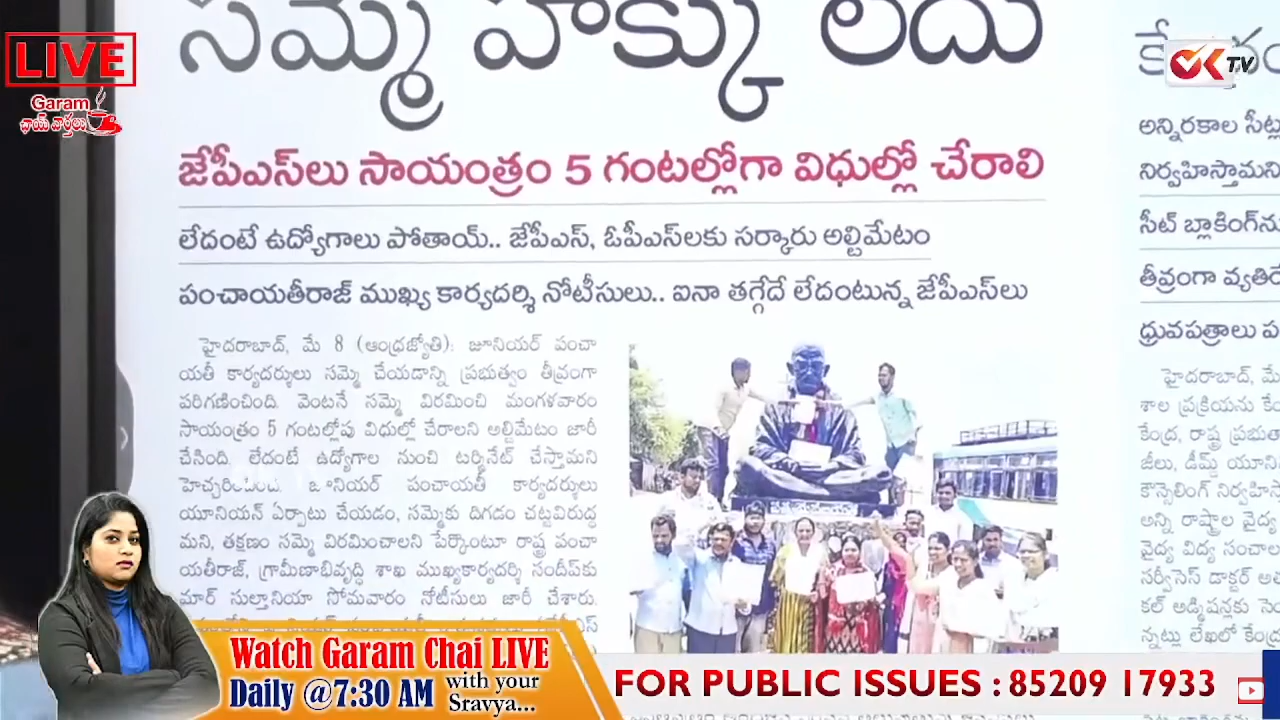 సమ్మె హక్కు లేదు
జేపీఎస్‌లు సాయంత్రం 5 గంటల్లోగా విధుల్లో చేరాలి
లేదంటే ఉద్యోగాలు పోతాయ్.. జేపీఎస్, ఓపీఎస్‌లకు సర్కారు అల్టిమేటం
పంచాయతీరాజ్ ముఖ్య కార్యదర్శి నోటీసులు.. ఐనా తగ్గేదే లేదంటున్న జేపీఎస్‌లు
హైదరాబాద్, మే 8 (ఆంధ్రజ్యోతి): జూనియర్ పంచా
యతీ కార్యదర్శులు సమ్మె చేయడాన్ని ప్రభుత్వం తీవ్రంగా
పరిగణించింది. వెంటనే సమ్మె విరమించి మంగళవారం
సాయంత్రం 5 గంటల్లోపు విధుల్లో చేరాలని అల్టిమేటం జారీ
చేసింది. లేదంటే ఉద్యోగాల నుంచి టర్మినేట్ చేస్తామని
హెచ్చరించింది. జూనియర్ పంచాయతీ కార్యదర్శులు
యూనియన్ ఏర్పాటు చేయడం, సమ్మెకు దిగడం చట్టవిరుద్ధ
మని, తక్షణం సమ్మె విరమించాలని పేర్కొంటూ రాష్ట్ర పంచా
యతీరాజ్, గ్రామీణాభివృద్ధి శాఖ ముఖ్యకార్యదర్శి సందీప్‌కు
మార్ సుల్తానియా సోమవారం నోటీసులు జారీ చేశారు.
అన్నిరకాల సీట్ల
నిర్వహిస్తామని
సీట్ బ్లాకింగ్‌ను
తీవ్రంగా
ధ్రువపత్రాలు
హైదరాబాద్, మే
శాల ప్రక్రియను
కేంద్ర, రాష్ట్ర
జీలు, డీమ్డ్
కౌన్సెలింగ్
అన్ని రాష్ట్రాల వైద్య
వైద్య విద్య
సర్వీసెస్ డాక్టర్
కల్ అడ్మిషన్లకు
న్నట్లు లేఖలో
LIVE
Garam
ఛాయ్ వార్తలు
OK TV
Watch Garam Chai LIVE
Daily @7:30 AM with your Sravya...
FOR PUBLIC ISSUES : 85209 17933